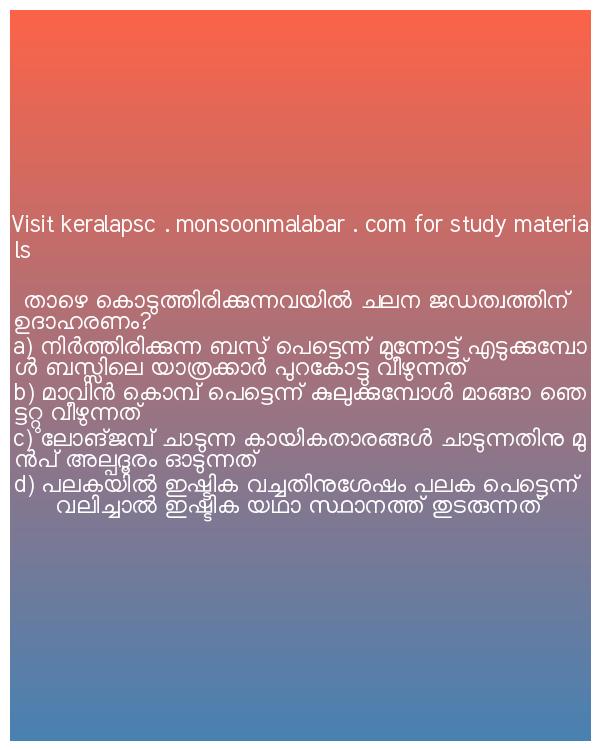 Visit keralapsc . monsoonmalabar . com for study materia
ls
താഴെ കൊടുത്തിരിക്കുന്നവയിൽ ചലന ജഡത്വത്തിന്
ഉദാഹരണം?
a) നിർത്തിരിക്കുന്ന ബസ് പെട്ടെന്ന് മുന്നോട്ട് എടുക്കുമ്പോ
ൾ ബസ്സിലെ യാത്രക്കാർ പുറകോട്ടു വീഴുന്നത്
b) മാവിൻ കൊമ്പ് പെട്ടെന്ന് കുലുക്കുമ്പോൾ മാങ്ങാ ഞെ
ട്ടറ്റു വീഴുന്നത്
c) ലോങ്ജമ്പ് ചാടുന്ന കായികതാരങ്ങൾ ചാടുന്നതിനു മു
ൻപ് അല്പദൂരം ഓടുന്നത്
d) പലകയിൽ ഇഷ്ടിക വച്ചതിനുശേഷം പലക പെട്ടെന്ന്
വലിച്ചാൽ ഇഷ്ടിക യഥാ സ്ഥാനത്ത് തുടരുന്നത്